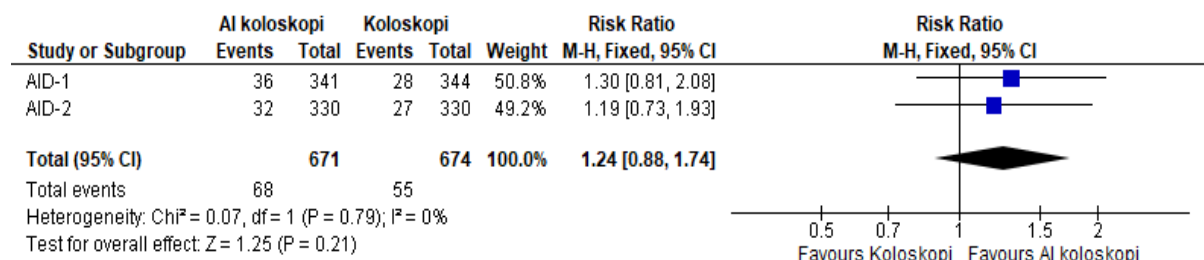 AI koloskopi Koloskopi Risk Ratio Risk Ratio
Study or Subgroup Events Total Events Total Weight M-H, Fixed, 95% CI M-H, Fixed, 95% CI
AID-1 36 341 28 344 50.8% 1.30 [0.81, 2.08]
AID-2 32 330 27 330 49.2% 1.19 [0.73, 1.93]
Total (95% CI) 671 674 100.0% 1.24 [0.88, 1.74]
Total events 68 55
Heterogeneity: Chi² = 0.07, df = 1 (P = 0.79); I² = 0%
Test for overall effect: Z = 1.25 (P = 0.21)
0.5 0.7 1 1.5 2
Favours Koloskopi Favours AI koloskopi